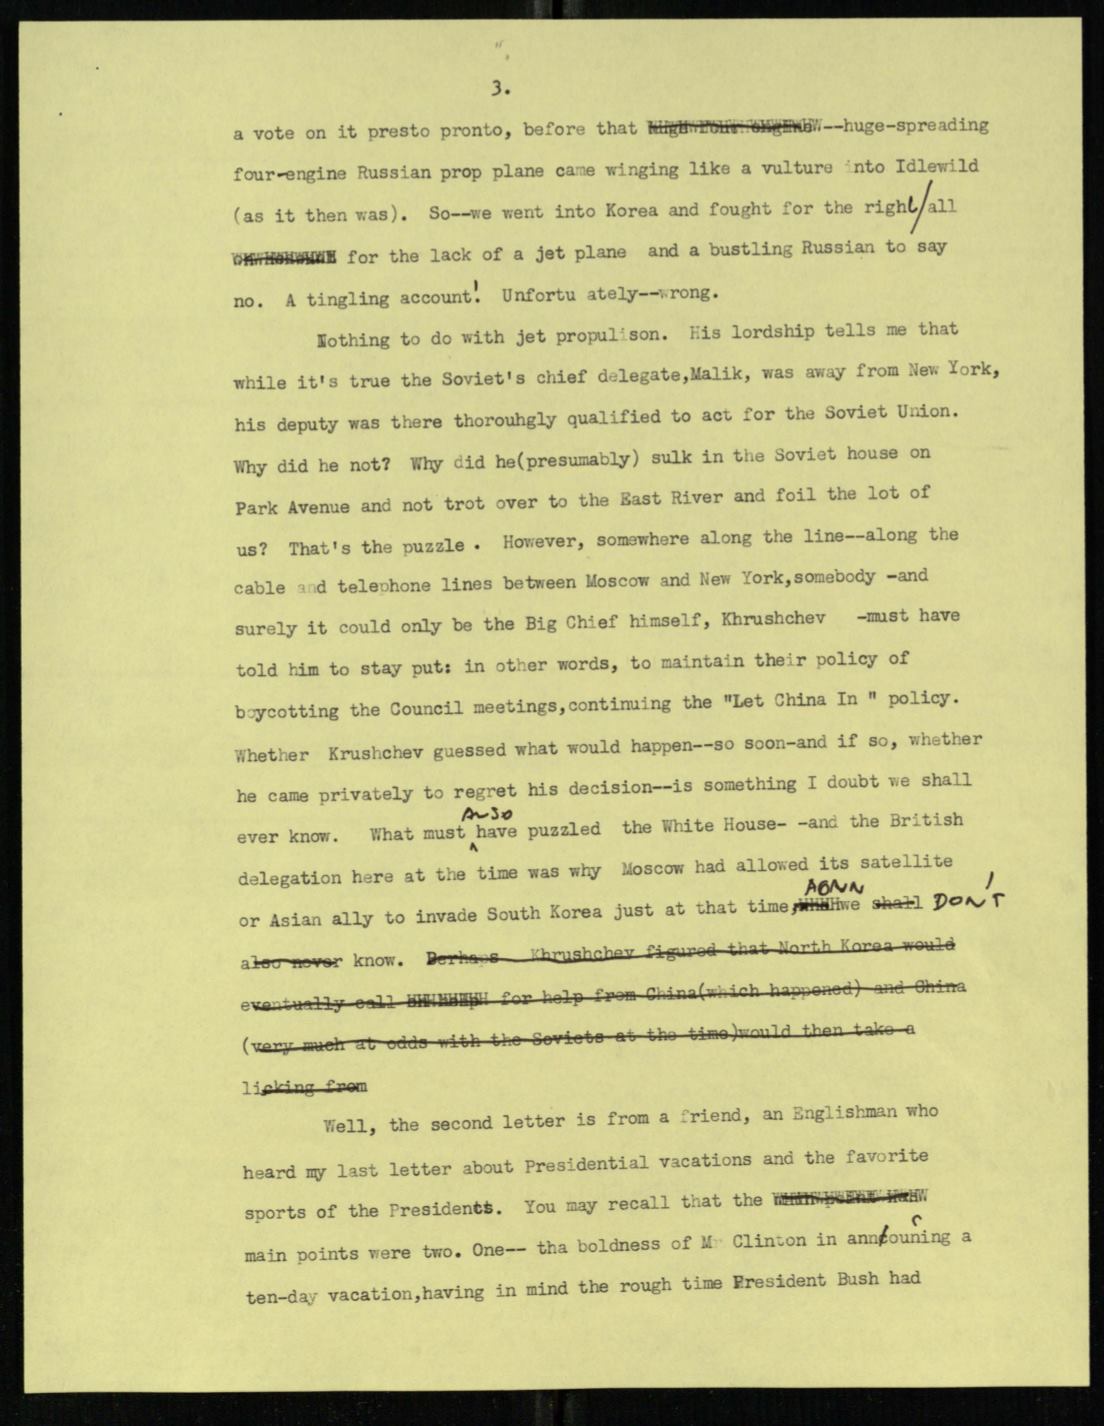 3.
a vote on it presto pronto, before that --huge-spreading
four-engine Russian prop plane came winging like a vulture into Idlewild
(as it then was).  So--we went into Korea and fought for the right/all
for the lack of a jet plane  and a bustling Russian to say
no.  A tingling account!  Unfortu ately--wrong.
Nothing to do with jet propulison.  His lordship tells me that
while it's true the Soviet's chief delegate,Malik, was away from New York,
his deputy was there thorouhgly qualified to act for the Soviet Union.
Why did he not?  Why did he(presumably) sulk in the Soviet house on
Park Avenue and not trot over to the East River and foil the lot of
us?  That's the puzzle .  However, somewhere along the line--along the
cable and telephone lines between Moscow and New York,somebody -and
surely it could only be the Big Chief himself, Khrushchev   -must have
told him to stay put: in other words, to maintain their policy of
boycotting the Council meetings,continuing the "Let China In " policy.
Whether  Krushchev guessed what would happen--so soon-and if so, whether
he came privately to regret his decision--is something I doubt we shall
ALSO
ever know.  What must have puzzled  the White House- -and the British
delegation here at the time was why  Moscow had allowed its satellite
or Asian ally to invade South Korea just at that time, we shall DON'T
also never know.  Perhaps  Khrushchev figured that North Korea would
eventually call for help from China(which happened) and China
(very much at odds with the Soviets at the time)would then take a
licking from
Well, the second letter is from a friend, an Englishman who
heard my last letter about Presidential vacations and the favorite
sports of the Presidents.  You may recall that the
main points were two. One-- tha boldness of Mr Clinton in annoucing a
ten-day vacation,having in mind the rough time President Bush had